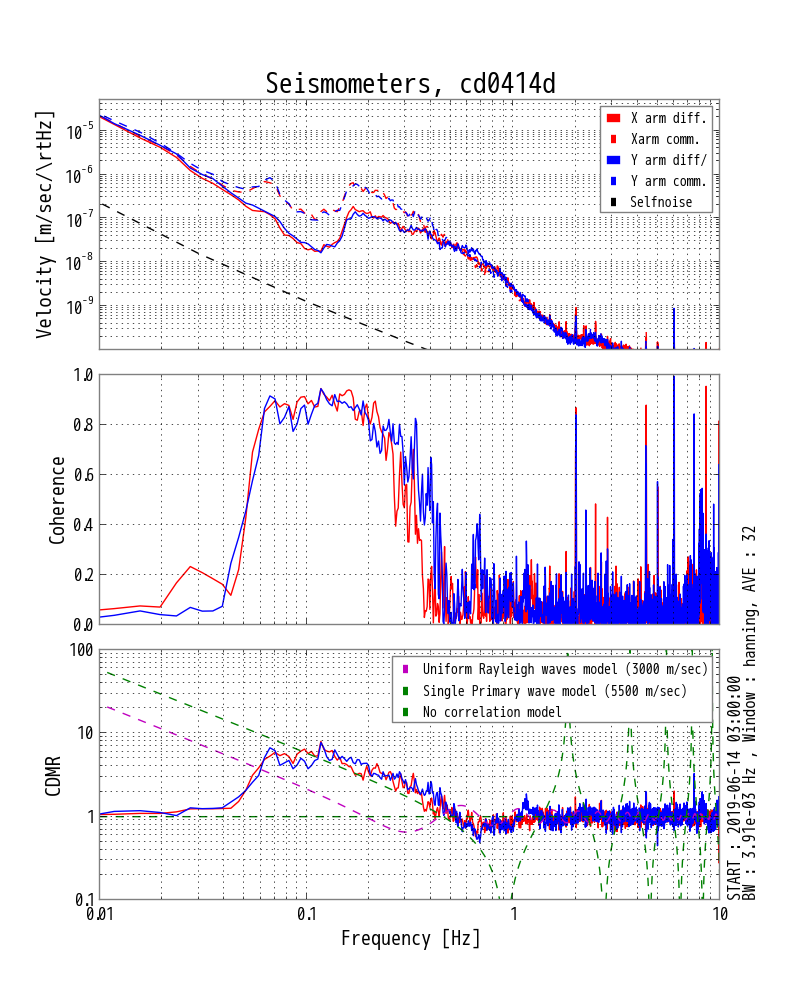 Seismometers, cd0414d
Velocity [m/sec/\rtHz]
10^-5
10^-6
10^-7
10^-8
10^-9
X arm diff.
Xarm comm.
Y arm diff/
Y arm comm.
Selfnoise
Coherence
1.0
0.8
0.6
0.4
0.2
0.0
CDMR
100
10
1
0.1
Uniform Rayleigh waves model (3000 m/sec)
Single Primary wave model (5500 m/sec)
No correlation model
0.01
0.1
1
10
Frequency [Hz]
START : 2019-06-14 03:00:00
BW : 3.91e-03 Hz , Window : hanning, AVE : 32